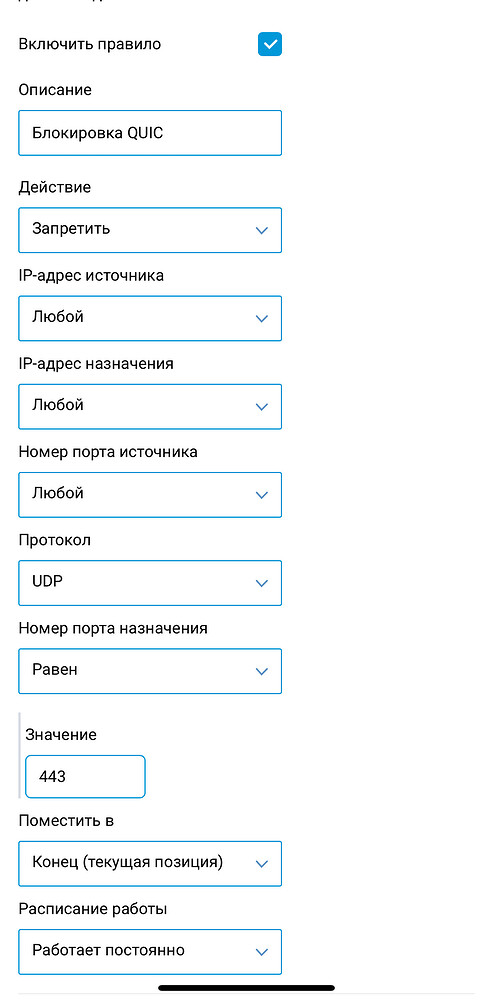 Включить правило
Описание
Блокировка QUIC
Действие
Запретить
IP-адрес источника
Любой
IP-адрес назначения
Любой
Номер порта источника
Любой
Протокол
UDP
Номер порта назначения
Равен
Значение
443
Поместить в
Конец (текущая позиция)
Расписание работы
Работает постоянно